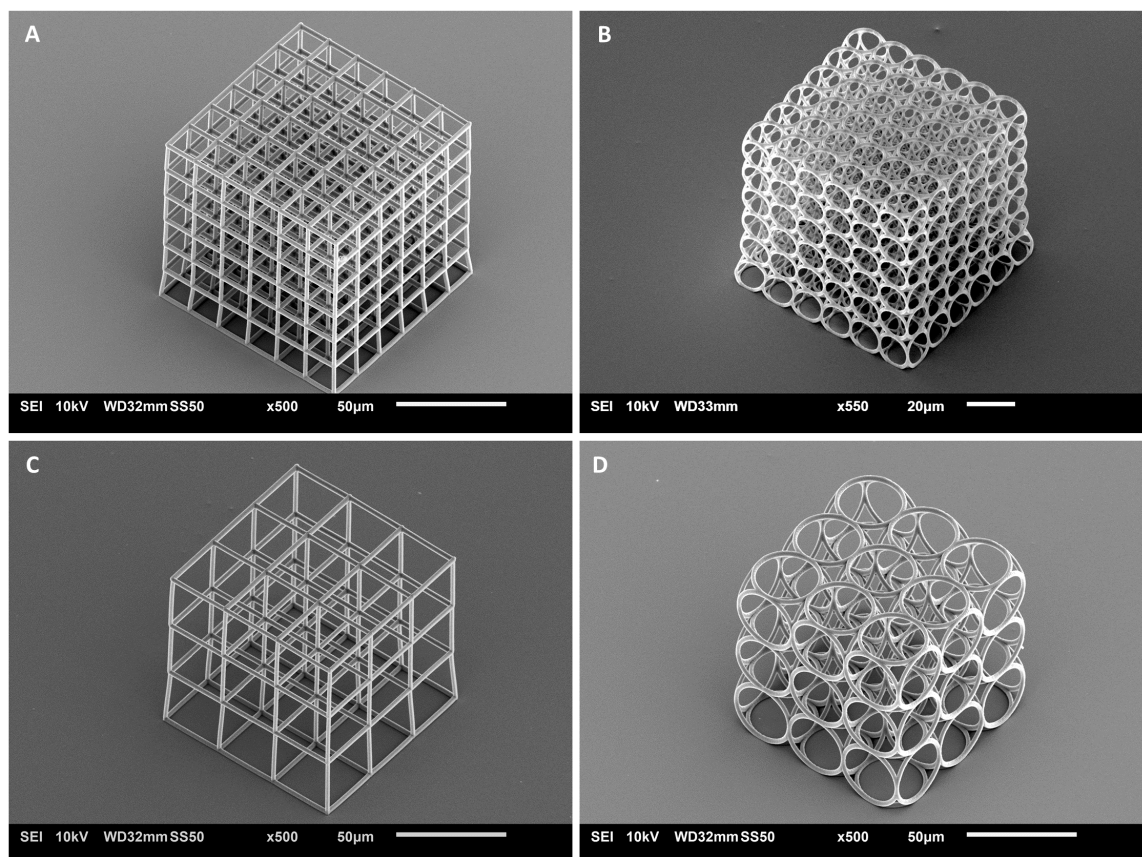 A
SEI 10kV WD32mm SS50 x500 50µm
B
SEI 10kV WD33mm x550 20µm
C
SEI 10kV WD32mm SS50 x500 50µm
D
SEI 10kV WD32mm SS50 x500 50µm